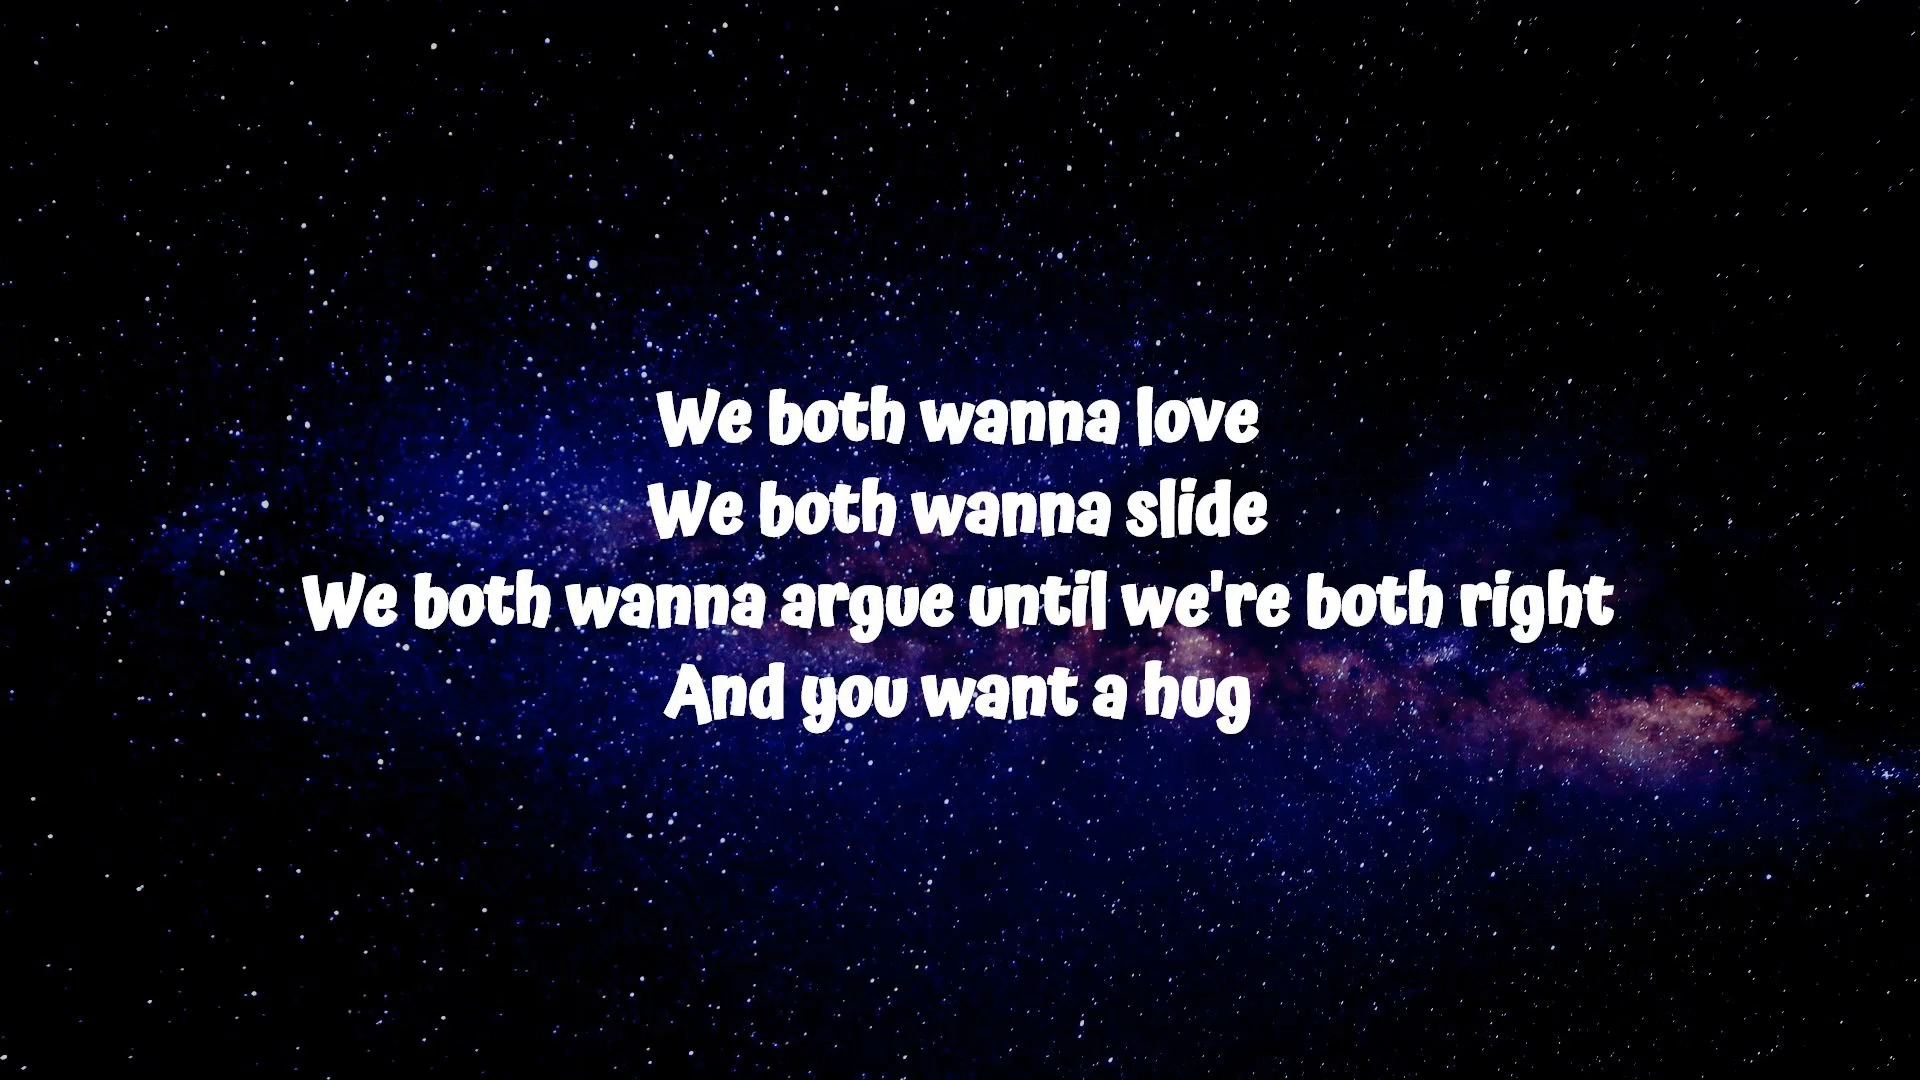 We both wanna love
We both wanna slide
We both wanna argue until we're both right
And you want a hug